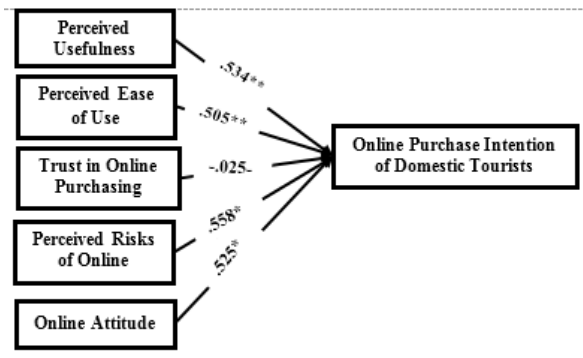 Perceived
Usefulness
.534**
Perceived Ease
of Use
.505**
Trust in Online
Purchasing
-.025-
Perceived Risks
of Online
.558*
Online Attitude
.525*
Online Purchase Intention
of Domestic Tourists